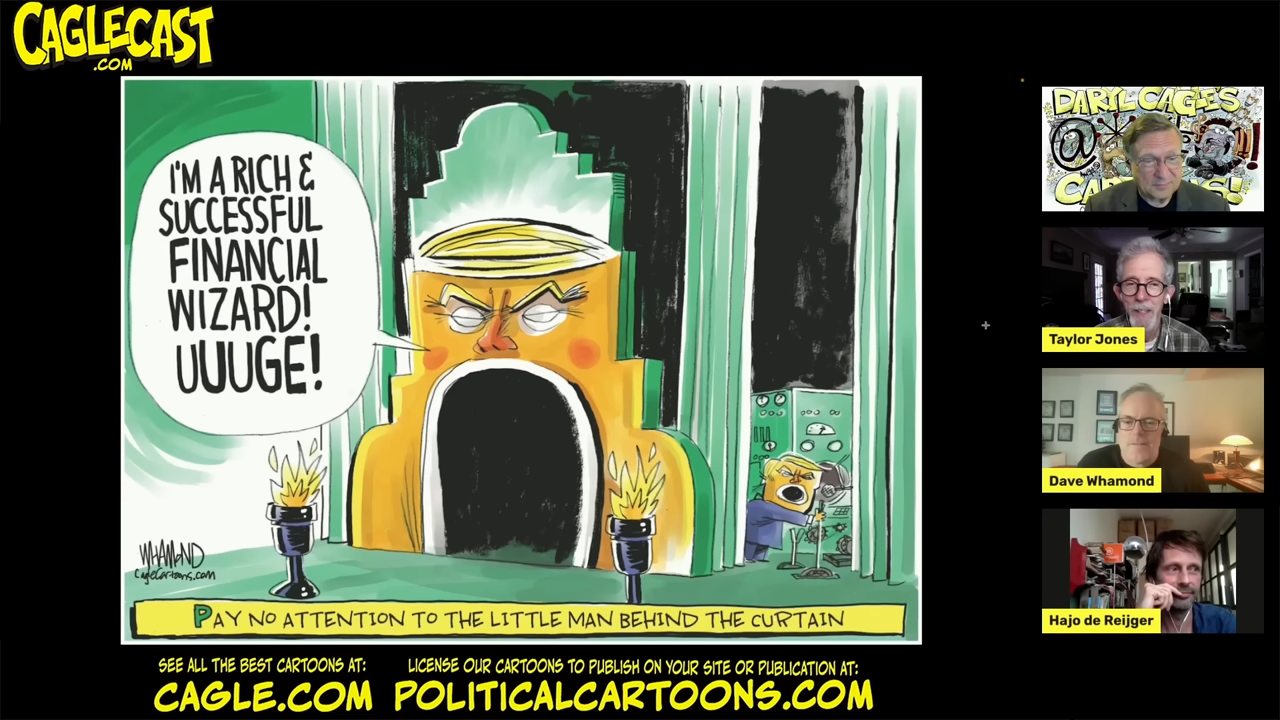 CAGLECAST
.COM
I'M A RICH &
SUCCESSFUL
FINANCIAL
WIZARD!
UUUGE!
WHAMOND
CagleCartoons.com
PAY NO ATTENTION TO THE LITTLE MAN BEHIND THE CURTAIN
SEE ALL THE BEST CARTOONS AT:
CAGLE.COM
LICENSE OUR CARTOONS TO PUBLISH ON YOUR SITE OR PUBLICATION AT:
POLITICALCARTOONS.COM
DARYL CAGLE'S
Taylor Jones
Dave Whamond
Hajo de Reijger